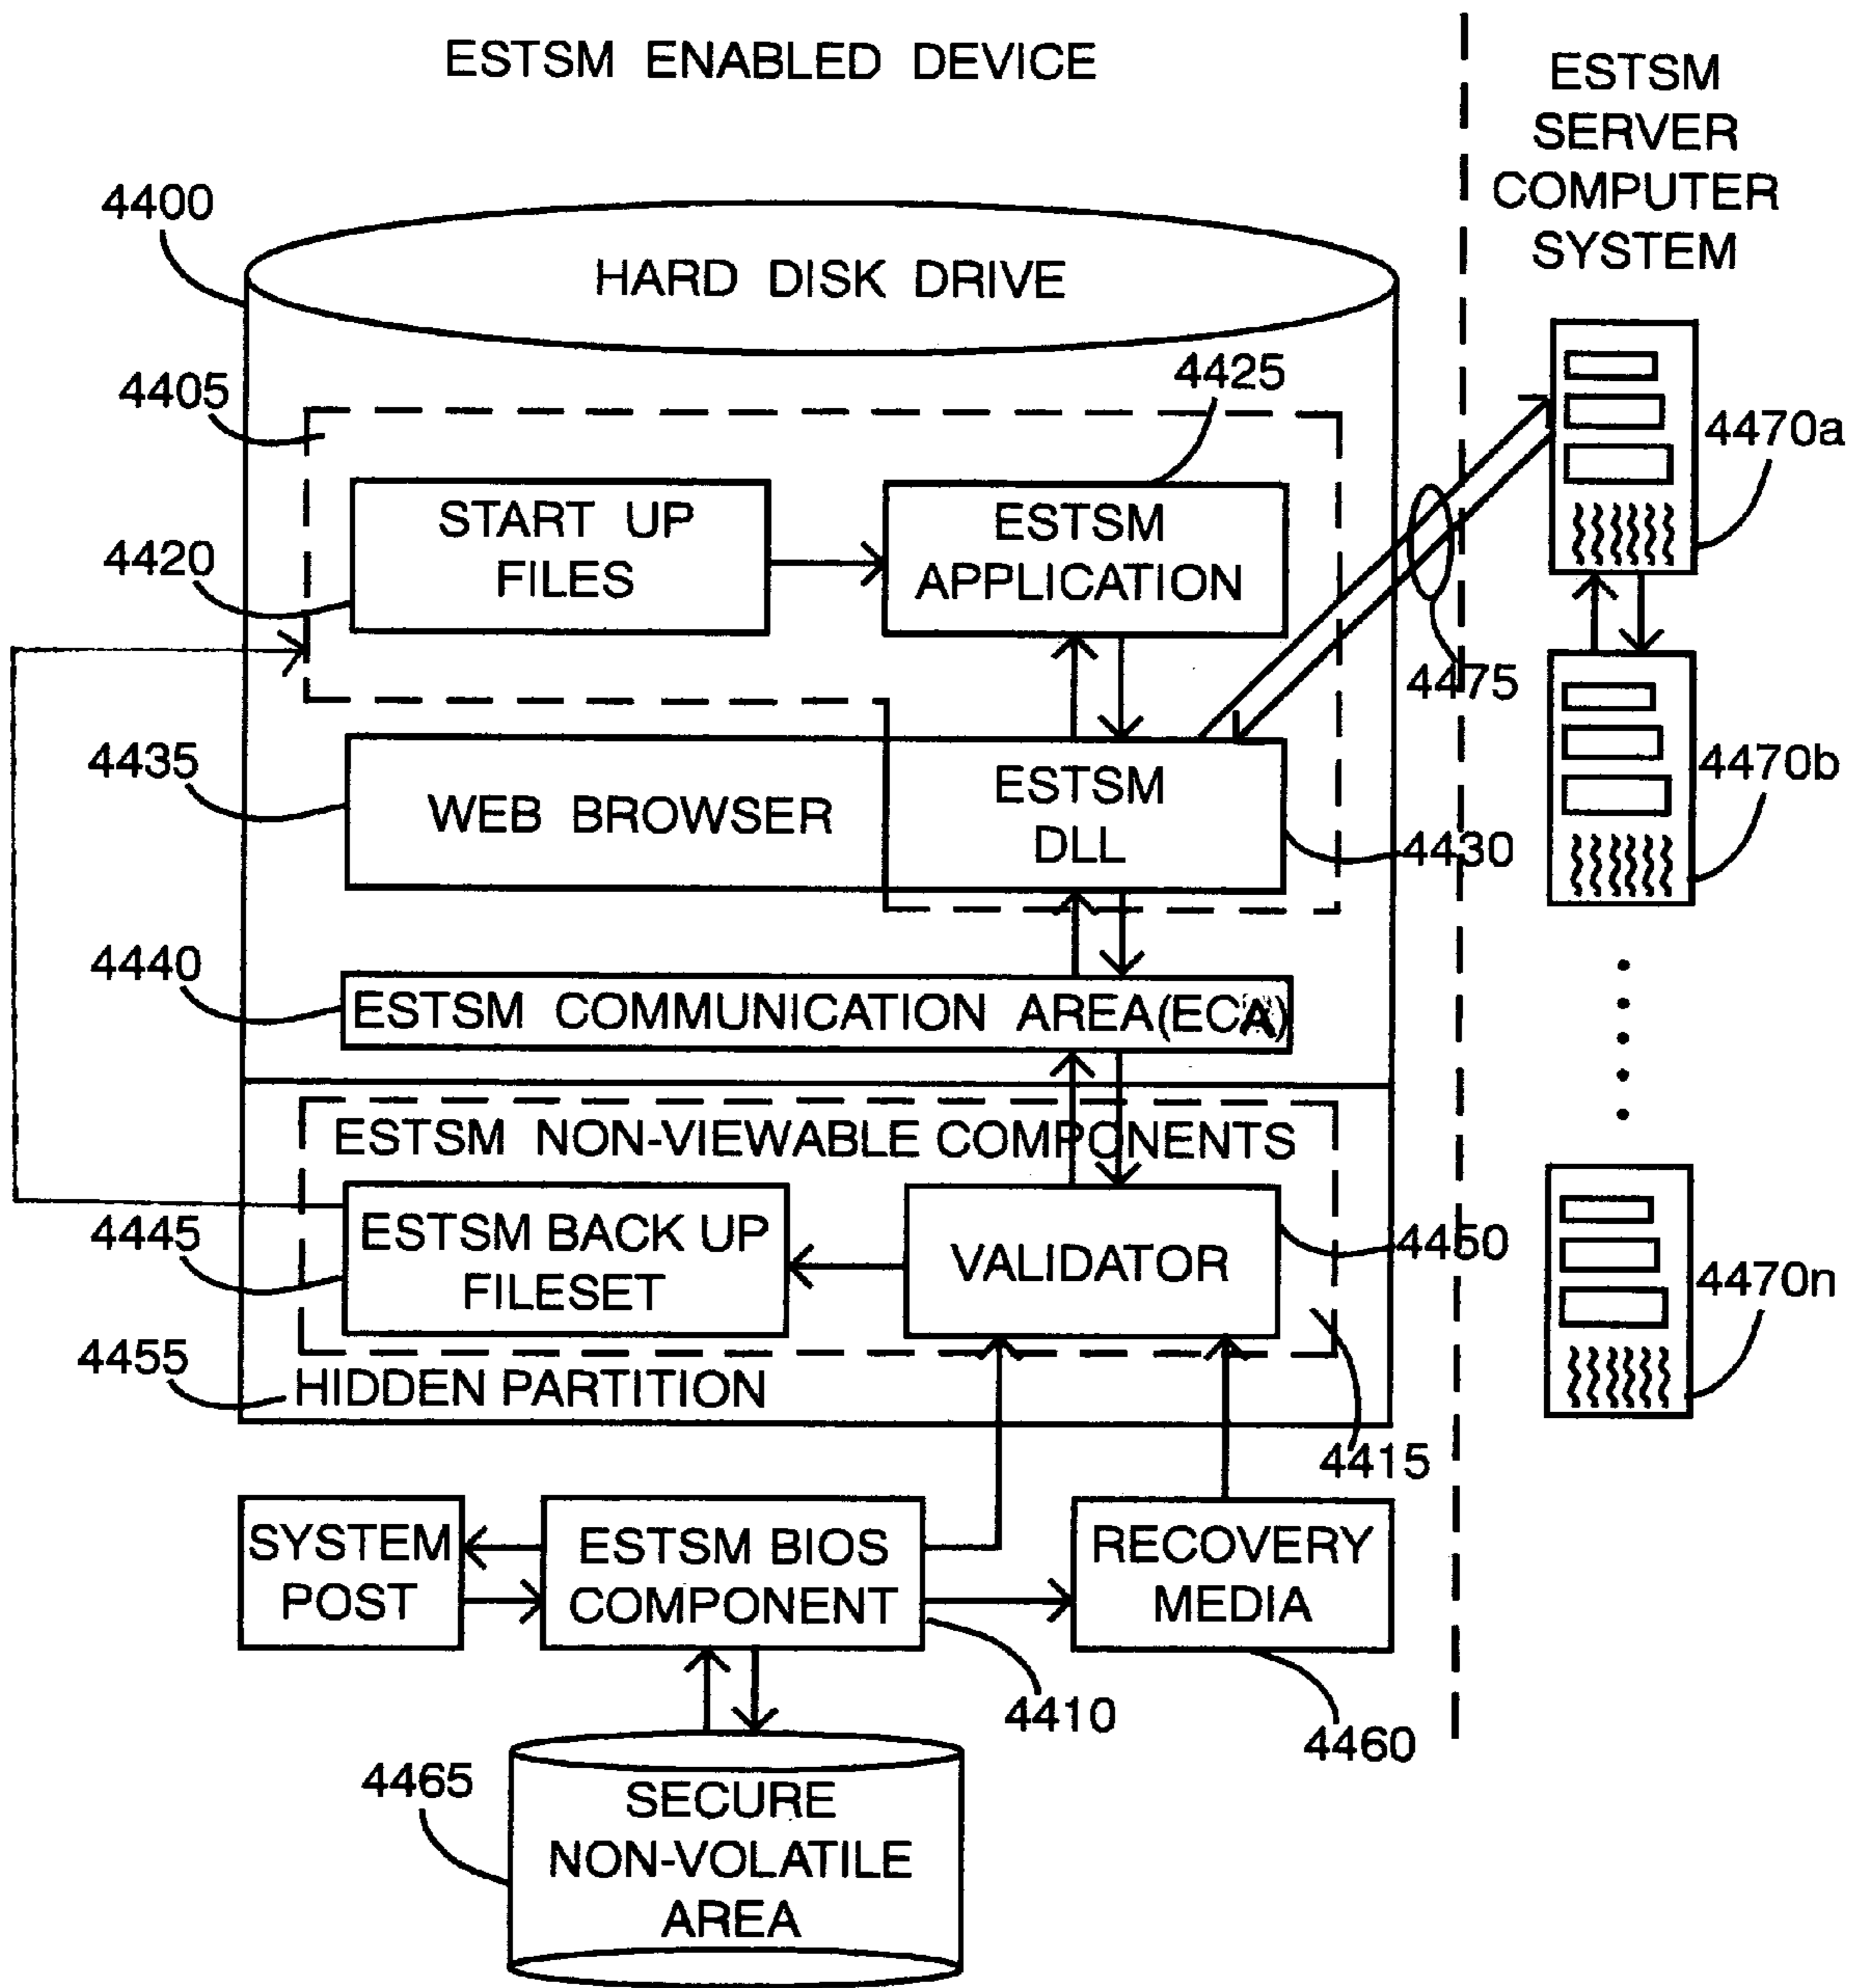 ESTSM ENABLED DEVICE
ESTSM
SERVER
COMPUTER
SYSTEM
4400
HARD DISK DRIVE
4405
4425
4470a
START UP
FILES
ESTSM
APPLICATION
4420
4475
4435
WEB BROWSER
ESTSM
DLL
4430
4470b
4440
ESTSM COMMUNICATION AREA(ECA)
ESTSM NON-VIEWABLE COMPONENTS
4445
ESTSM BACK UP
FILESET
VALIDATOR
4450
4470n
4455
HIDDEN PARTITION
4415
SYSTEM
POST
ESTSM BIOS
COMPONENT
RECOVERY
MEDIA
4410
4460
4465
SECURE
NON-VOLATILE
AREA